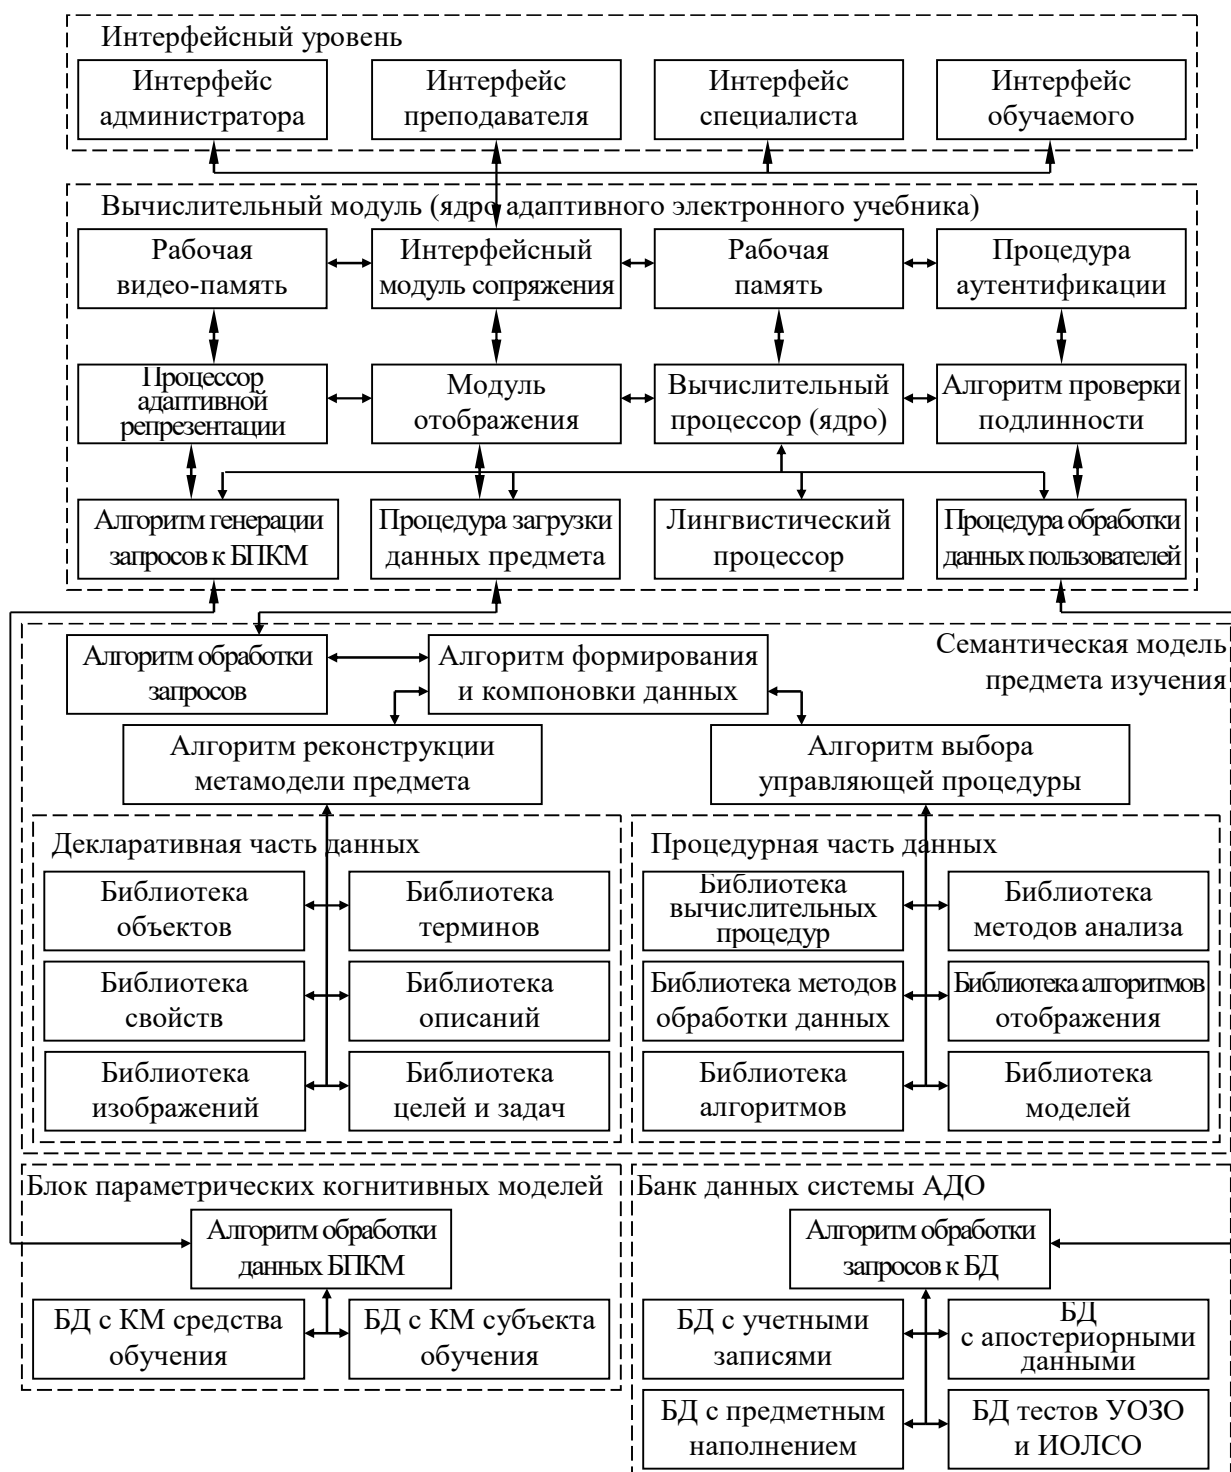 Интерфейсный уровень
Интерфейс
администратора
Интерфейс
преподавателя
Интерфейс
специалиста
Интерфейс
обучаемого
Вычислительный модуль (ядро адаптивного электронного учебника)
Рабочая
видео-память
Интерфейсный
модуль сопряжения
Рабочая
память
Процедура
аутентификации
Процессор
адаптивной
репрезентации
Модуль
отображения
Вычислительный
процессор (ядро)
Алгоритм проверки
подлинности
Алгоритм генерации
запросов к БПКМ
Процедура загрузки
данных предмета
Лингвистический
процессор
Процедура обработки
данных пользователей
Семантическая модель
предмета изучения
Алгоритм обработки
запросов
Алгоритм формирования
и компоновки данных
Алгоритм реконструкции
метамодели предмета
Алгоритм выбора
управляющей процедуры
Декларативная часть данных
Библиотека
объектов
Библиотека
терминов
Библиотека
свойств
Библиотека
описаний
Библиотека
изображений
Библиотека
целей и задач
Процедурная часть данных
Библиотека
вычислительных
процедур
Библиотека
методов анализа
Библиотека методов
обработки данных
Библиотека алгоритмов
отображения
Библиотека
алгоритмов
Библиотека
моделей
Блок параметрических когнитивных моделей
Алгоритм обработки
данных БПКМ
БД с КМ средства
обучения
БД с КМ субъекта
обучения
Банк данных системы АДО
Алгоритм обработки
запросов к БД
БД с учетными
записями
БД
с апостериорными
данными
БД с предметным
наполнением
БД тестов УОЗО
и ИОЛСО